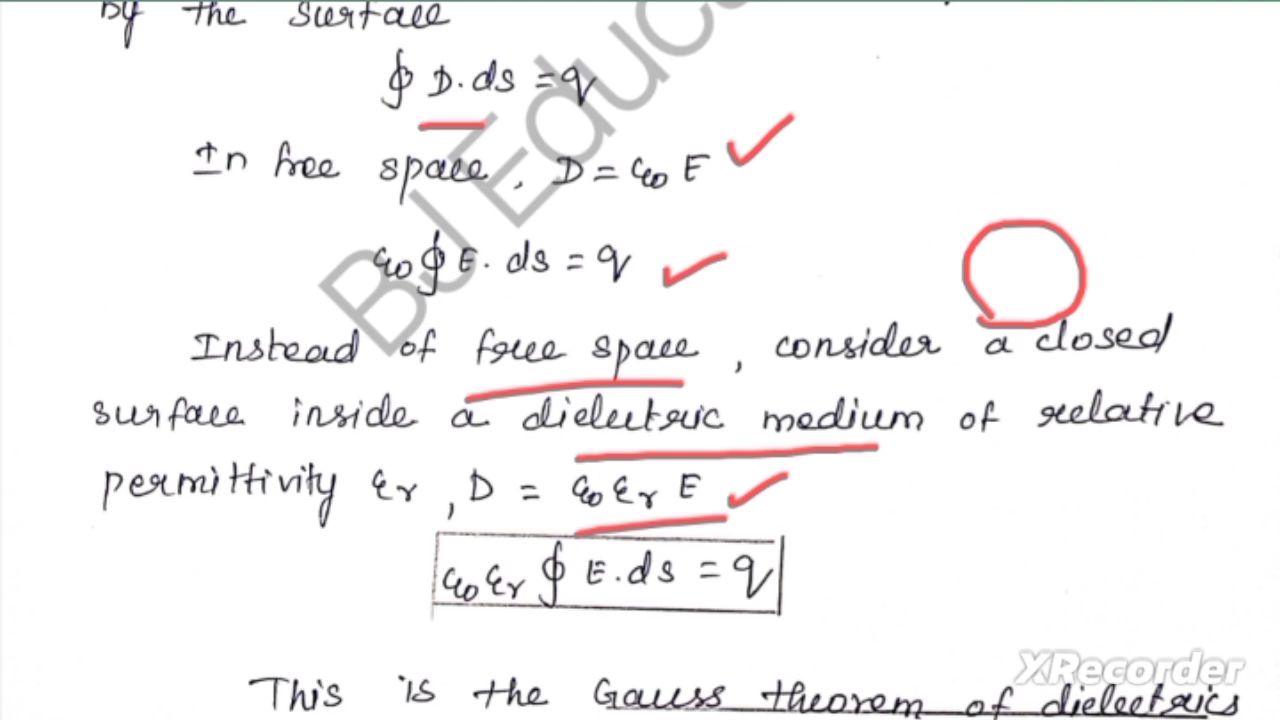 by the surface
∮ D.ds = q
In free space, D = ε0 E
ε0 ∮ E. ds = q
Instead of free space, consider a closed
surface inside a dielectric medium of relative
permittivity εr, D = ε0 εr E
ε0 εr ∮ E.ds = q
This is the Gauss theorem of dielectrics
BJ Educa
XRecorder